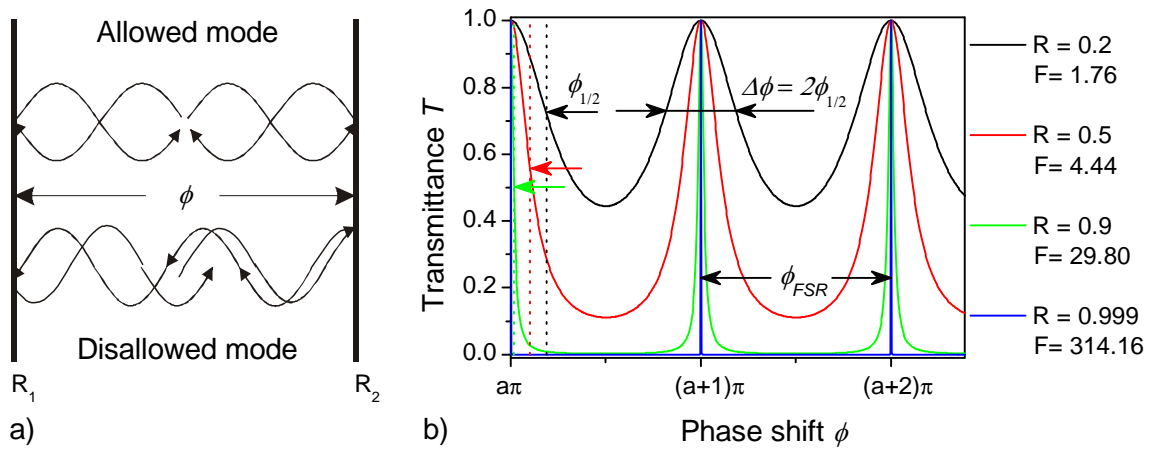 a)
Allowed mode
ϕ
Disallowed mode
R₁
R₂
b)
Transmittance T
1.0
0.8
0.6
0.4
0.2
0.0
ϕ₁/₂
Δϕ = 2ϕ₁/₂
ϕ_FSR
aπ
(a+1)π
(a+2)π
Phase shift ϕ
R = 0.2
F= 1.76
R = 0.5
F= 4.44
R = 0.9
F= 29.80
R = 0.999
F= 314.16